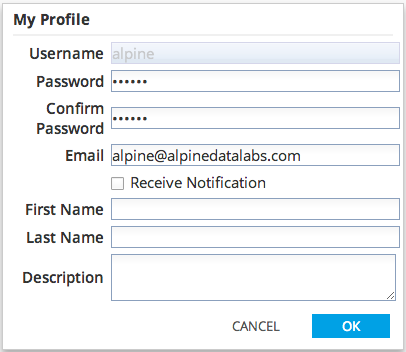 My Profile
Username alpine
Password ••••••
Confirm
Password ••••••
Email alpine@alpinedatalabs.com
Receive Notification
First Name
Last Name
Description
CANCEL OK